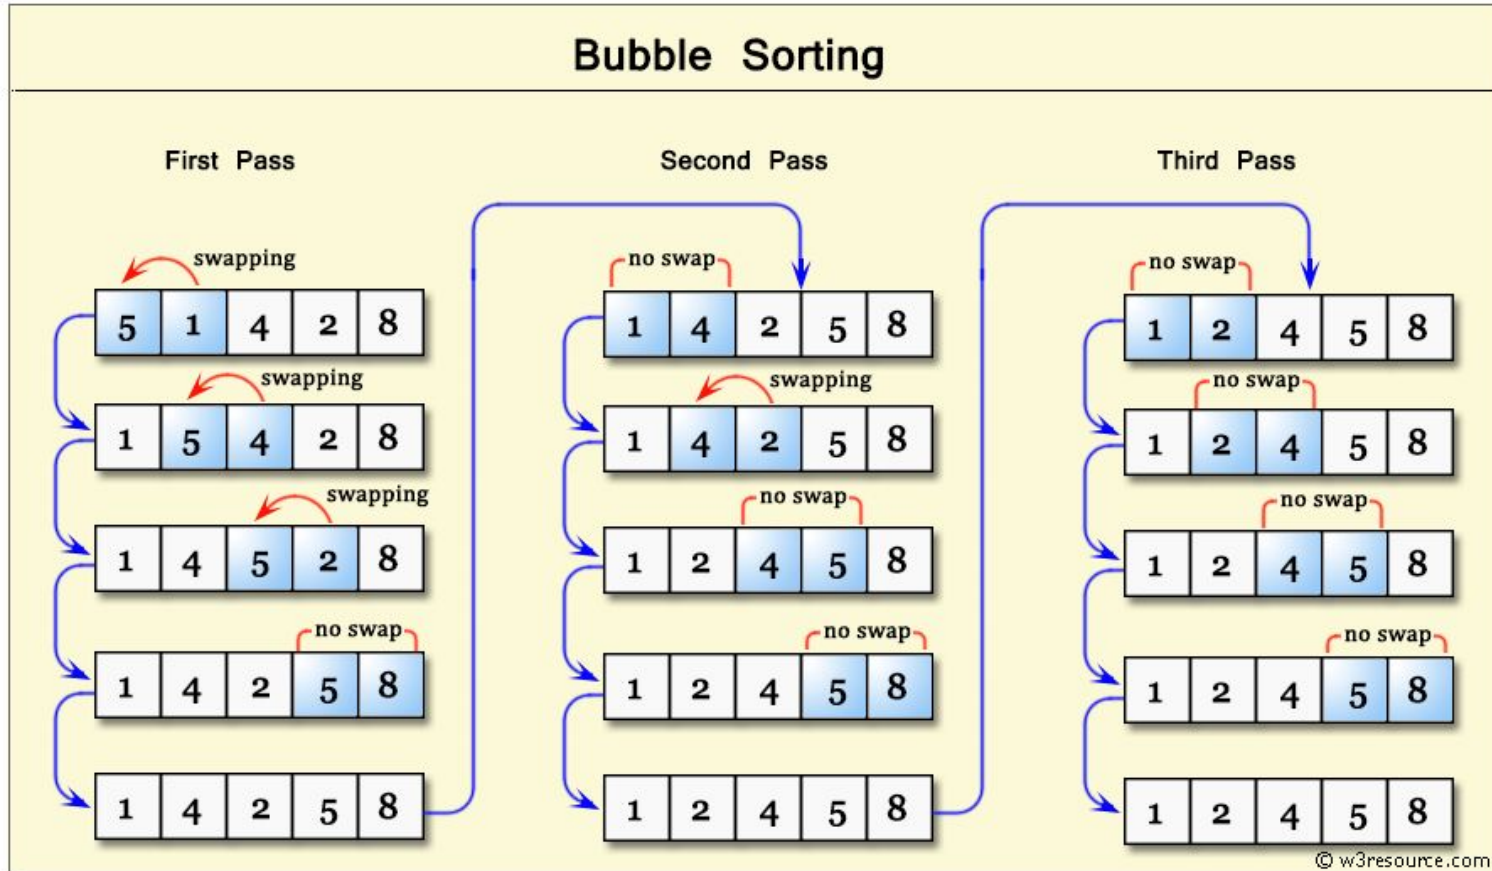 Bubble Sorting
First Pass
swapping
5 1 4 2 8
swapping
1 5 4 2 8
swapping
1 4 5 2 8
no swap
1 4 2 5 8
1 4 2 5 8
Second Pass
no swap
1 4 2 5 8
swapping
1 4 2 5 8
no swap
1 2 4 5 8
no swap
1 2 4 5 8
1 2 4 5 8
Third Pass
no swap
1 2 4 5 8
no swap
1 2 4 5 8
no swap
1 2 4 5 8
no swap
1 2 4 5 8
1 2 4 5 8
© w3resource.com